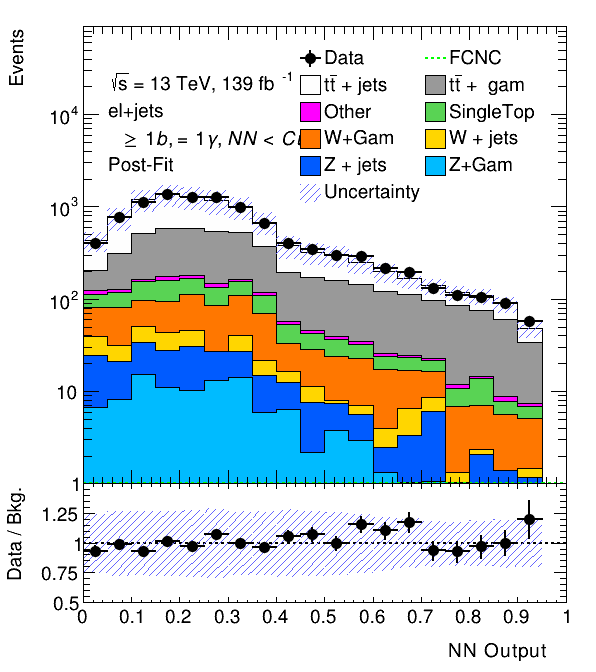 Events
Data
FCNC
√s = 13 TeV, 139 fb⁻¹
tt̄ + jets
tt̄ + gam
el+jets
Other
SingleTop
≥ 1b, = 1γ, NN <
W+Gam
W + jets
Post-Fit
Z + jets
Z+Gam
Uncertainty
10⁴
10³
10²
10
1
Data / Bkg.
1.25
1
0.75
0.5
0 0.1 0.2 0.3 0.4 0.5 0.6 0.7 0.8 0.9 1
NN Output